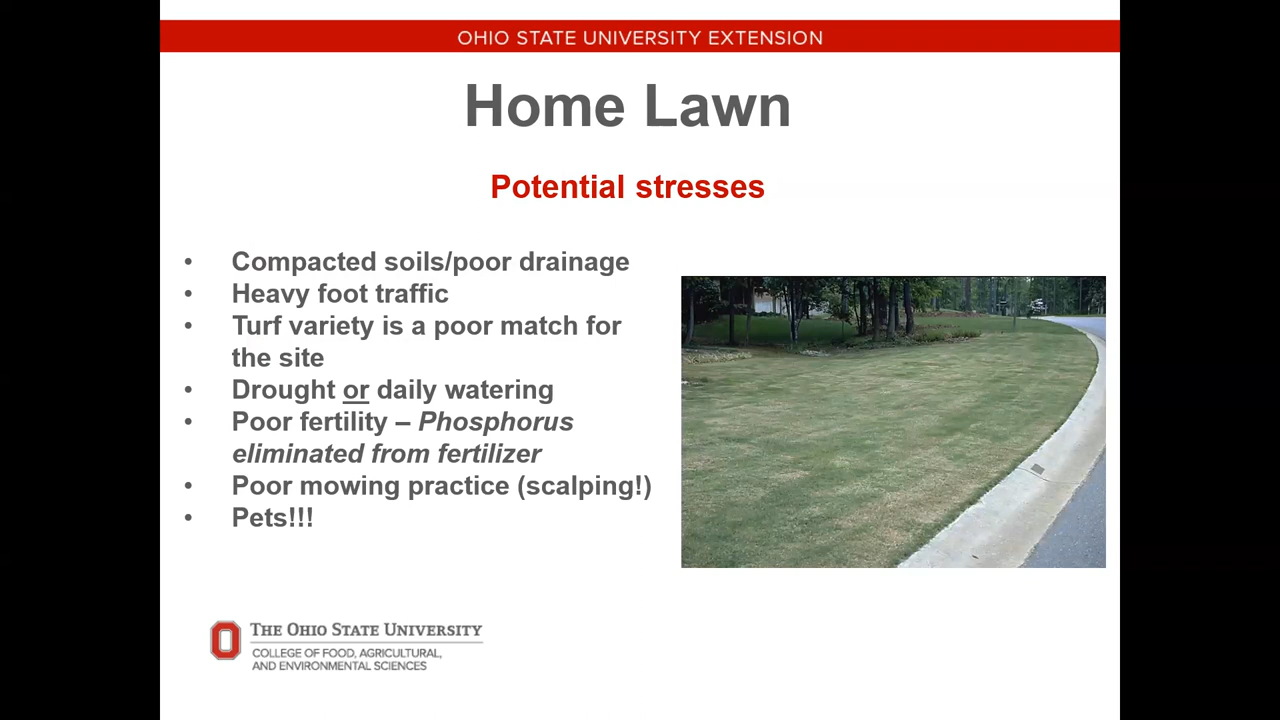 OHIO STATE UNIVERSITY EXTENSION
Home Lawn
Potential stresses
• Compacted soils/poor drainage
• Heavy foot traffic
• Turf variety is a poor match for
the site
• Drought or daily watering
• Poor fertility – Phosphorus
eliminated from fertilizer
• Poor mowing practice (scalping!)
• Pets!!!
THE OHIO STATE UNIVERSITY
COLLEGE OF FOOD, AGRICULTURAL,
AND ENVIRONMENTAL SCIENCES